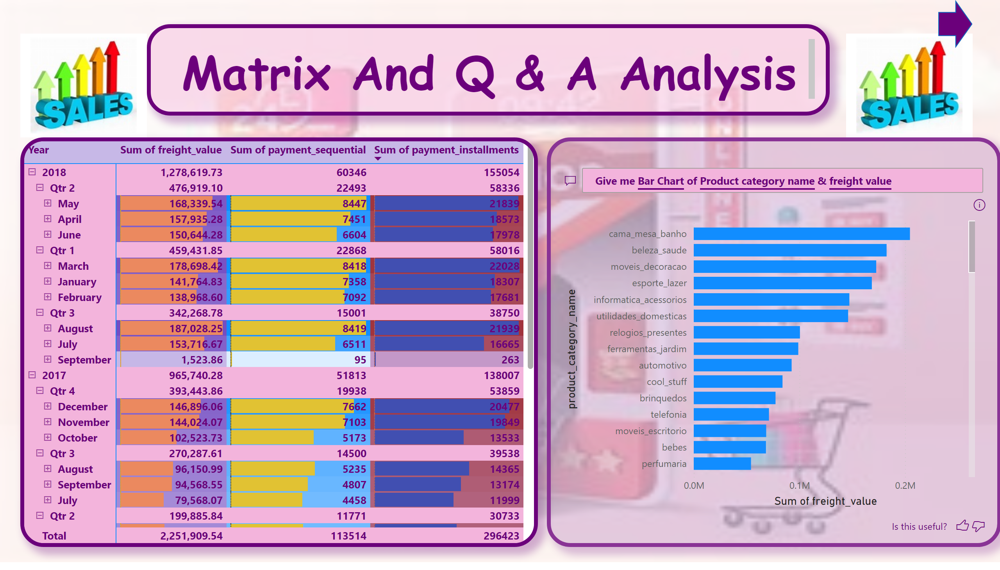 Matrix And Q & A Analysis
SALES
SALES
Year Sum of freight_value Sum of payment_sequential Sum of payment_installments
2018 1,278,619.73 60346 155054
Qtr 2 476,919.10 22493 58336
May 168,339.54 8447 21839
April 157,935.28 7451 18573
June 150,644.28 6604 17978
Qtr 1 459,431.85 22868 58016
March 178,698.42 8418 22028
January 141,764.83 7358 18307
February 138,968.60 7092 17681
Qtr 3 342,268.78 15001 38750
August 187,028.25 8419 21939
July 153,716.67 6511 16665
September 1,523.86 95 263
2017 965,740.28 51813 138007
Qtr 4 393,443.86 19938 53859
December 146,896.06 7662 20477
November 144,024.07 7103 19849
October 102,523.73 5173 13533
Qtr 3 270,287.61 14500 39538
August 96,150.99 5235 14365
September 94,568.55 4807 13174
July 79,568.07 4458 11999
Qtr 2 199,885.84 11771 30733
Total 2,251,909.54 113514 296423
Give me Bar Chart of Product category name & freight value
product_category_name
cama_mesa_banho
beleza_saude
moveis_decoracao
esporte_lazer
informatica_acessorios
utilidades_domesticas
relogios_presentes
ferramentas_jardim
automotivo
cool_stuff
brinquedos
telefonia
moveis_escritorio
bebes
perfumaria
0.0M 0.1M 0.2M
Sum of freight_value
Is this useful?